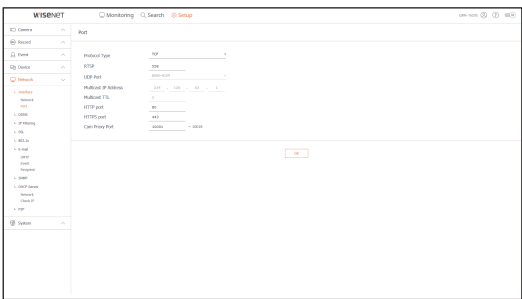 WISENET
Monitoring
Search
Setup
Camera
Record
Event
Device
Network
Interface
Network
Port
DDNS
IP Filtering
SSL
802.1x
E-mail
SMTP
Event
Recipient
SNMP
DHCP Server
Network
Check IP
P2P
System
Port
Protocol Type TCP
RTSP 558
UDP Port
Multicast IP Address
Multicast TTL
HTTP port 80
HTTPS port 443
Cam Proxy Port
OK